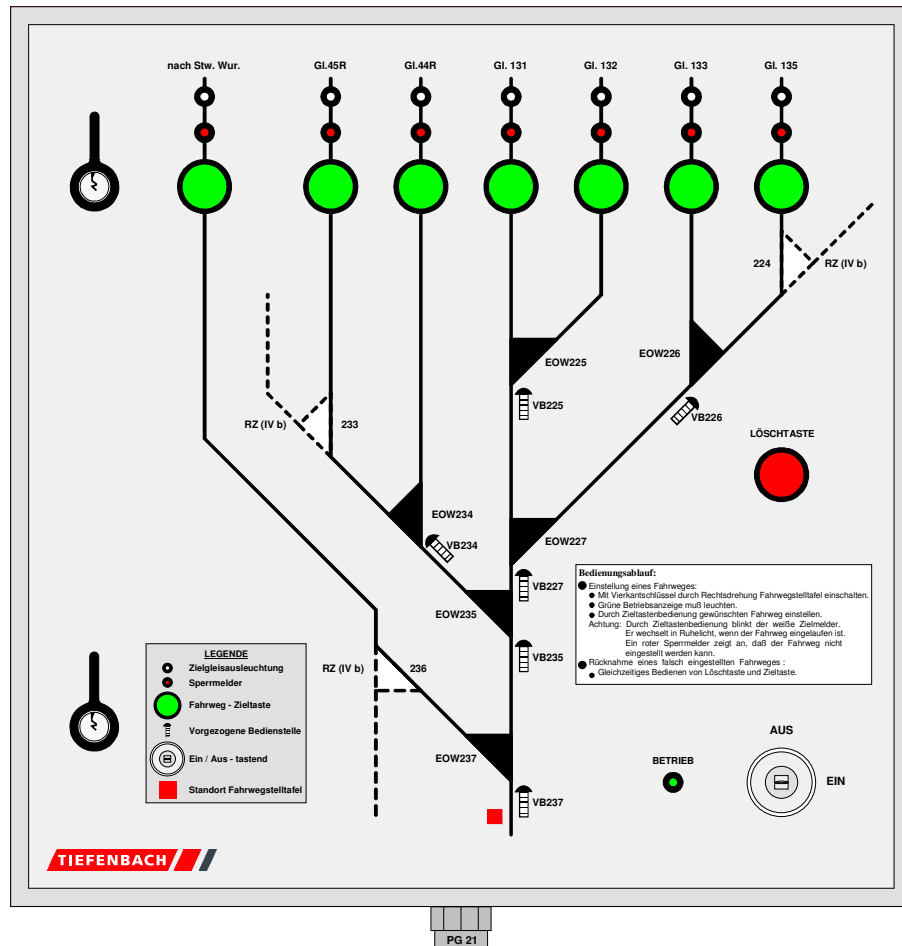 nach Stw. Wur. Gl.45R Gl.44R Gl. 131 Gl. 132 Gl. 133 Gl. 135
224 RZ (IV b)
EOW225 EOW226
VB225 VB226
RZ (IV b) 233
LÖSCHTASTE
EOW234
VB234 EOW227
VB227
EOW235
VB235
Bedienungsablauf:
Einstellung eines Fahrweges:
Mit Vierkantschlüssel durch Rechtsdrehung Fahrwegstelltafel einschalten.
Grüne Betriebsanzeige muß leuchten.
Durch Zieltastenbedienung gewünschten Fahrweg einstellen.
Achtung: Durch Zieltastenbedienung blinkt der weiße Zielmelder.
Er wechselt in Ruhelicht, wenn der Fahrweg eingelaufen ist.
Ein roter Sperrmelder zeigt an, daß der Fahrweg nicht
eingestellt werden kann.
Rücknahme eines falsch eingestellten Fahrweges :
Gleichzeitiges Bedienen von Löschtaste und Zieltaste.
LEGENDE
Zielgleisausleuchtung
Sperrmelder
Fahrweg - Zieltaste
Vorgezogene Bedienstelle
Ein / Aus - tastend
Standort Fahrwegstelltafel
RZ (IV b) 236
EOW237
VB237
BETRIEB
AUS
EIN
TIEFENBACH
PG 21